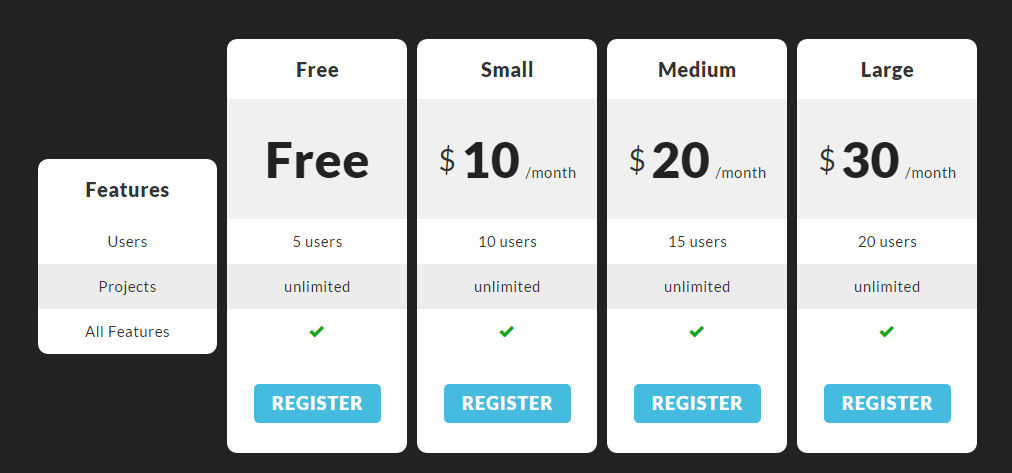 Free Small Medium Large
Free $ 10 /month $ 20 /month $ 30 /month
Features
Users 5 users 10 users 15 users 20 users
Projects unlimited unlimited unlimited unlimited
All Features
REGISTER REGISTER REGISTER REGISTER